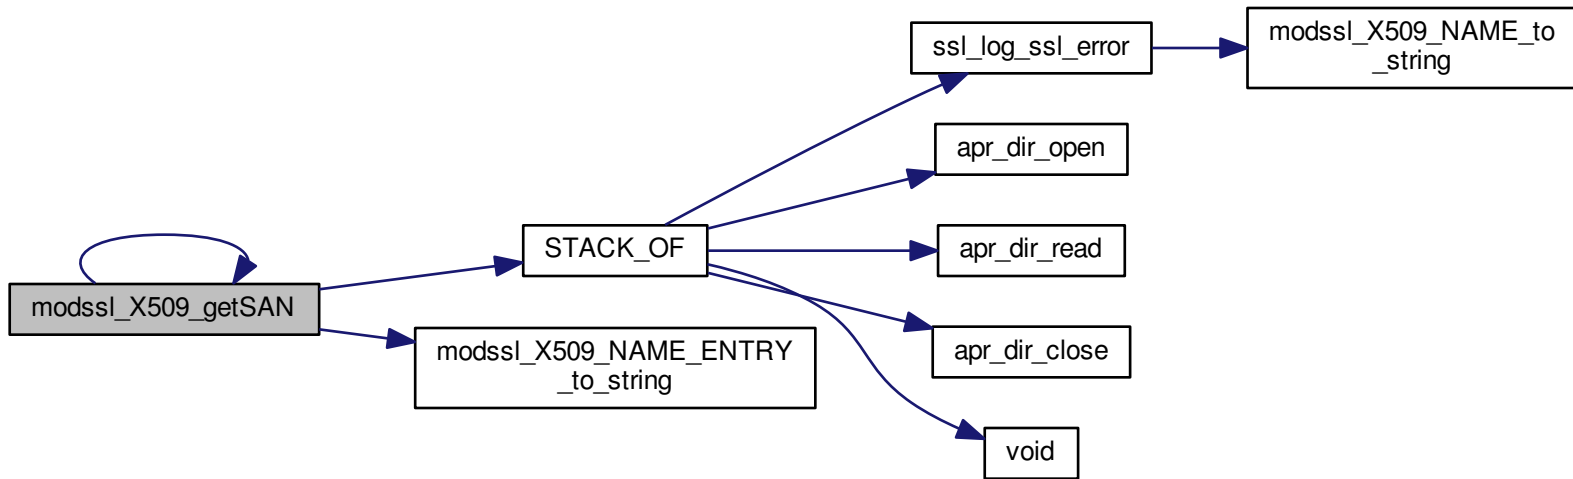 ssl_log_ssl_error
modssl_X509_NAME_to
_string
apr_dir_open
STACK_OF
apr_dir_read
modssl_X509_getSAN
modssl_X509_NAME_ENTRY
_to_string
apr_dir_close
void